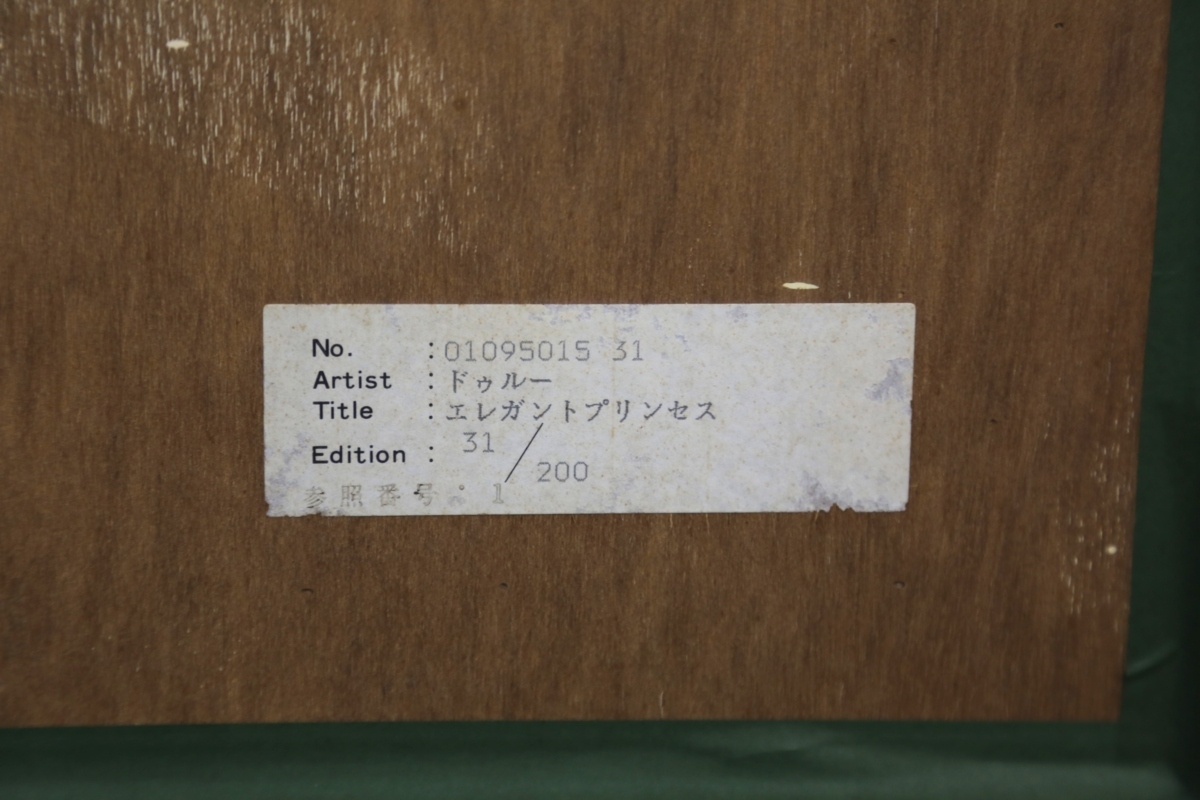 No. :01095015 31
Artist :ドゥルー
Title :エレガントプリンセス
Edition : 31/200
参照番号: 1